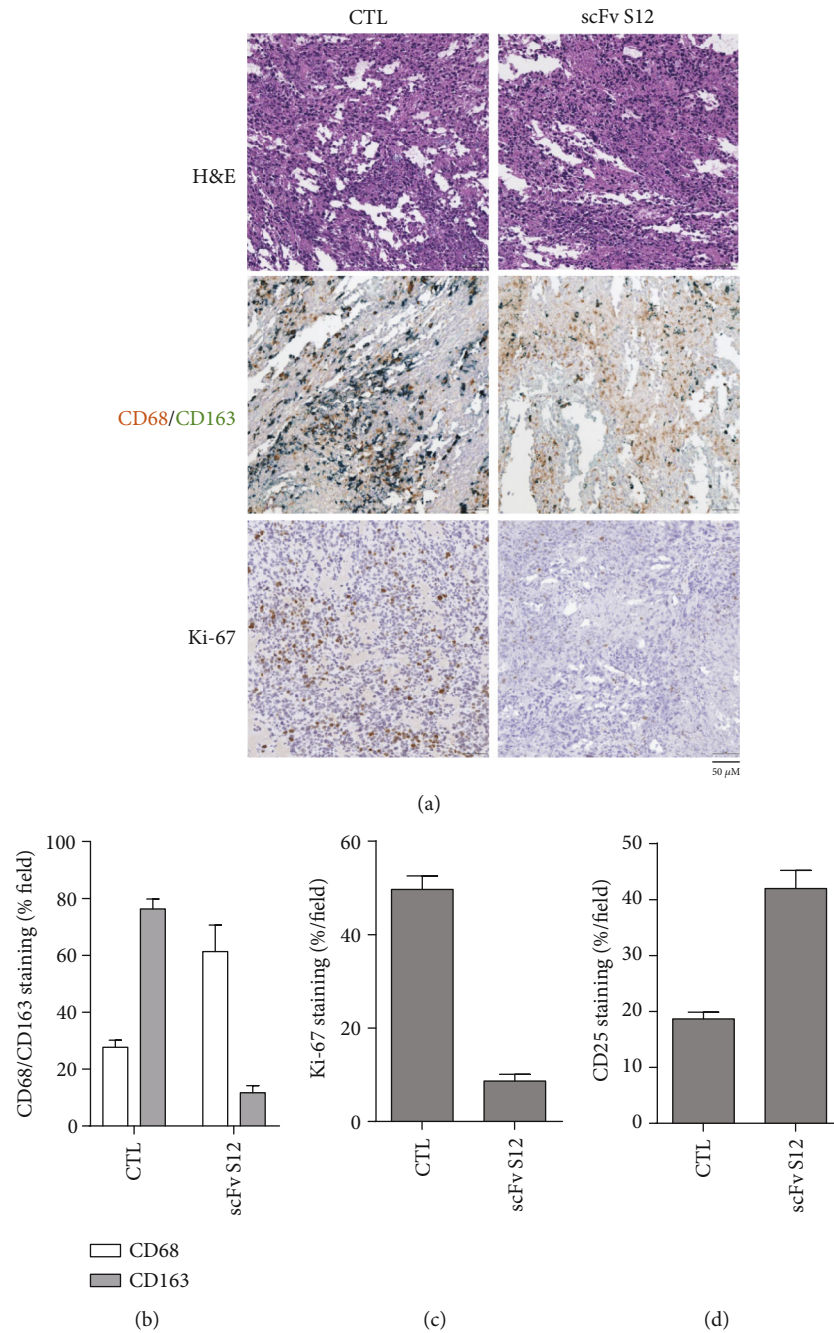 CTL scFv S12
H&E
CD68/CD163
Ki-67
50 µM
(a)
CD68/CD163 staining (% field)
100
80
60
40
20
0
CTL
scFv S12
CD68
CD163
(b)
Ki-67 staining (%/field)
60
40
20
0
CTL
scFv S12
(c)
CD25 staining (%/field)
50
40
30
20
10
0
CTL
scFv S12
(d)